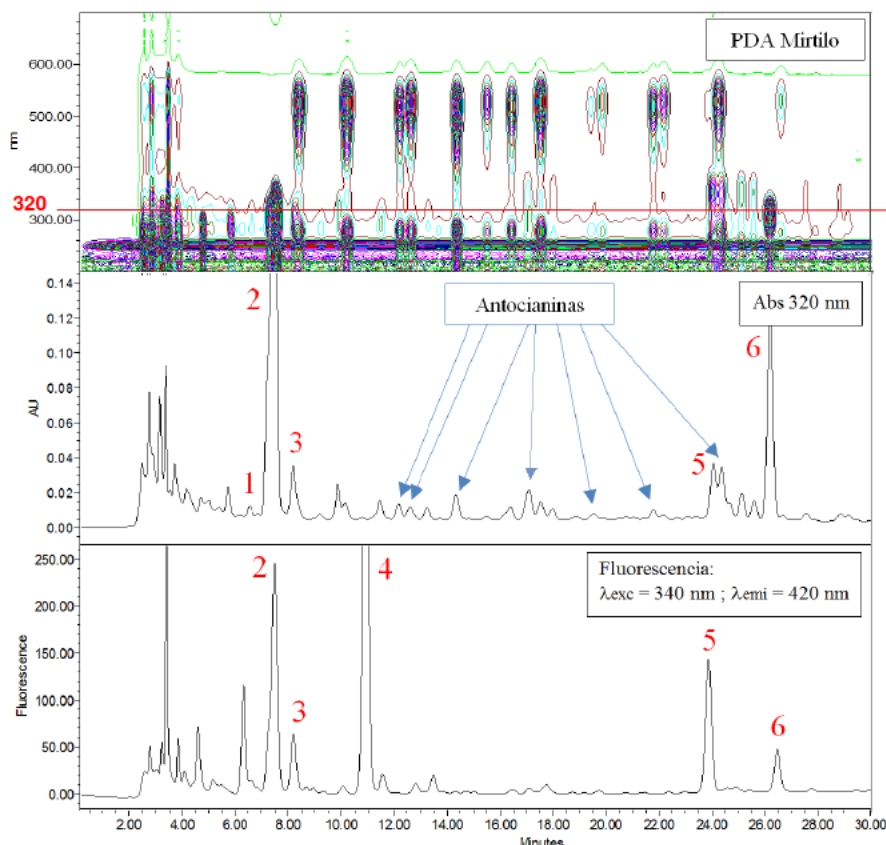 PDA Mirtilo
600.00
500.00
nm
400.00
320
300.00
0.14
2
Antocianinas
Abs 320 nm
0.12
6
0.10
0.08
AU
0.06
3
0.04
1
5
0.02
0.00
250.00
2
4
Fluorescencia:
λexc = 340 nm ; λemi = 420 nm
200.00
Fluorescence
150.00
5
100.00
3
6
50.00
0.00
2.00 4.00 6.00 8.00 10.00 12.00 14.00 16.00 18.00 20.00 22.00 24.00 26.00 28.00 30.00
Minutes